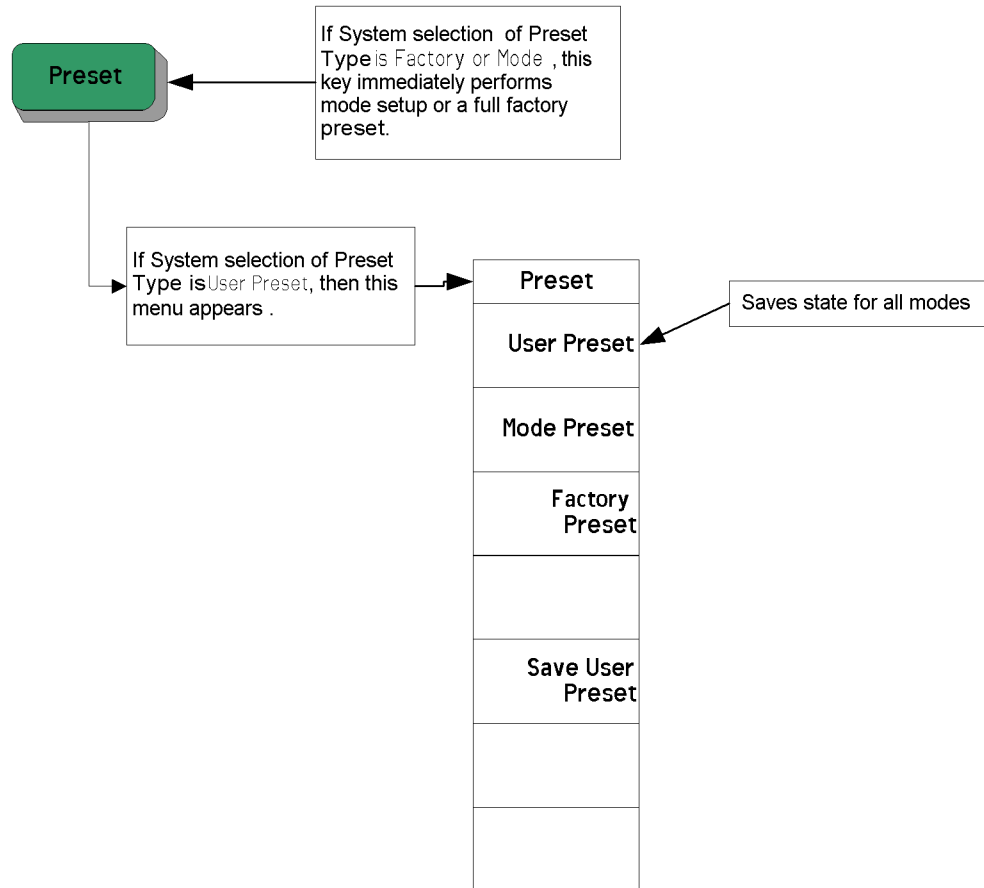 Preset
If System selection of Preset
Type is Factory or Mode , this
key immediately performs
mode setup or a full factory
preset.
If System selection of Preset
Type is User Preset, then this
menu appears .
Preset
User Preset
Saves state for all modes
Mode Preset
Factory
Preset
Save User
Preset